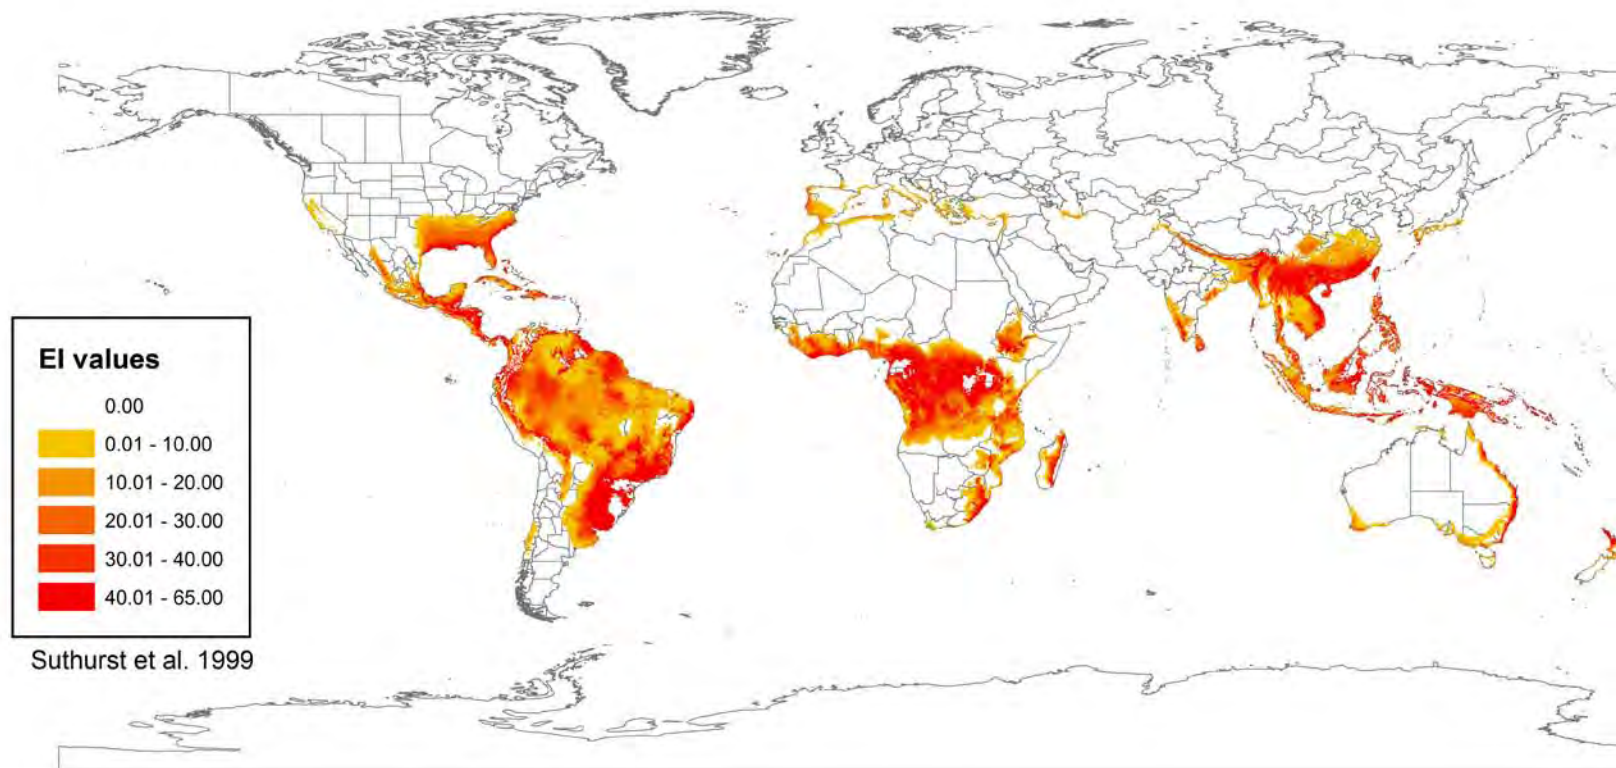 EI values
0.00
0.01 - 10.00
10.01 - 20.00
20.01 - 30.00
30.01 - 40.00
40.01 - 65.00
Suthurst et al. 1999